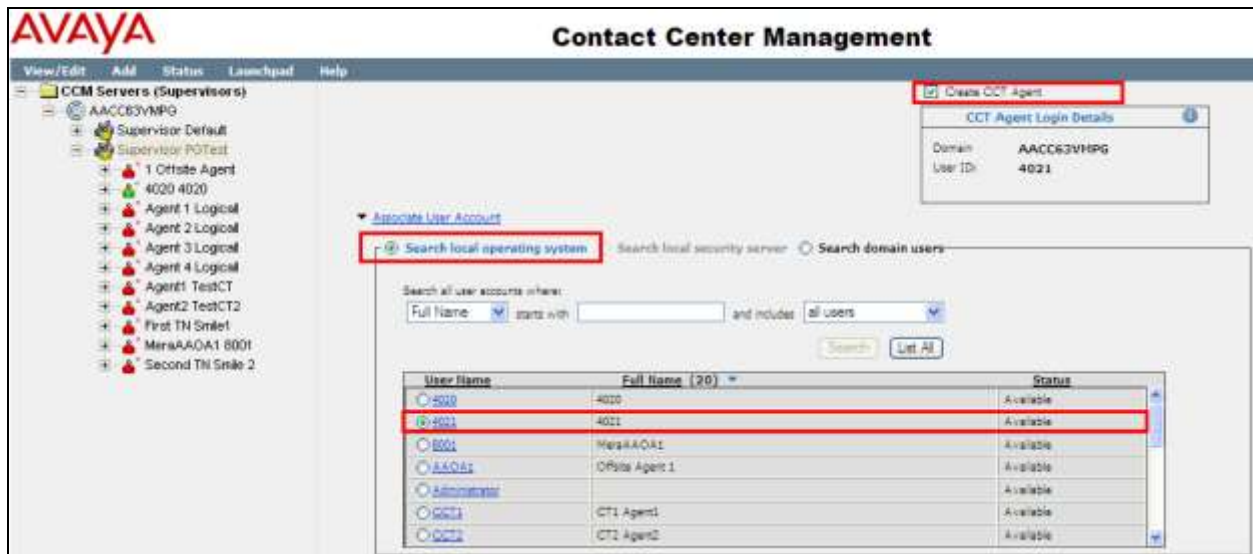 AVAYA
Contact Center Management
View/Edit Add Status Launchpad Help
CCM Servers (Supervisors)
AACC63VMPG
Supervisor Default
Supervisor PGTest
1 Offsite Agent
4020 4020
Agent 1 Logical
Agent 2 Logical
Agent 3 Logical
Agent 4 Logical
Agent1 TestCT
Agent2 TestCT2
First TN Smile1
MeraAAOA1 8001
Second TN Smile 2
Create CCT Agent
CCT Agent Login Details
Domain AACC63VMPG
User ID: 4021
Associate User Account
Search local operating system Search local security server Search domain users
Search all user accounts where:
Full Name starts with and includes all users
Search List All
User Name Full Name (20) Status
4020 4020 Available
4021 4021 Available
8001 MeraAAOA1 Available
AAOA1 Offsite Agent 1 Available
Administrator Available
CCT1 CT1 Agent1 Available
CCT2 CT2 Agent2 Available